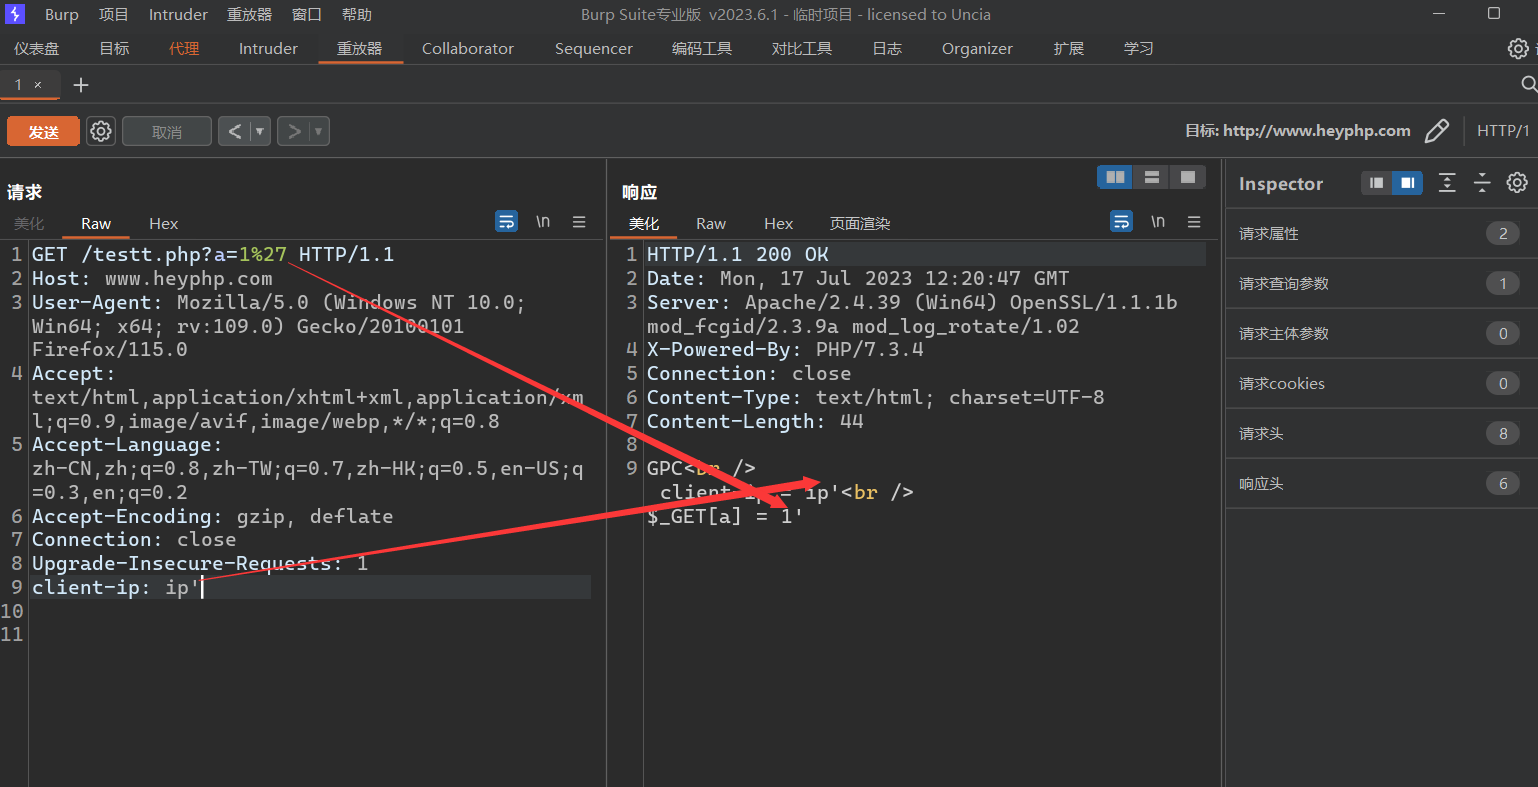 Burp 项目 Intruder 重放器 窗口 帮助 Burp Suite专业版 v2023.6.1 - 临时项目 - licensed to Uncia
仪表盘 目标 代理 Intruder 重放器 Collaborator Sequencer 编码工具 对比工具 日志 Organizer 扩展 学习
1 × +
发送 取消 < ▾ > ▾ 目标: http://www.heyphp.com HTTP/1
请求
美化 Raw Hex \n
1 GET /testt.php?a=1%27 HTTP/1.1
2 Host: www.heyphp.com
3 User-Agent: Mozilla/5.0 (Windows NT 10.0;
Win64; x64; rv:109.0) Gecko/20100101
Firefox/115.0
4 Accept:
text/html,application/xhtml+xml,application/xm
l;q=0.9,image/avif,image/webp,*/*;q=0.8
5 Accept-Language:
zh-CN,zh;q=0.8,zh-TW;q=0.7,zh-HK;q=0.5,en-US;q
=0.3,en;q=0.2
6 Accept-Encoding: gzip, deflate
7 Connection: close
8 Upgrade-Insecure-Requests: 1
9 client-ip: ip'
10
11
响应
美化 Raw Hex 页面渲染 \n
1 HTTP/1.1 200 OK
2 Date: Mon, 17 Jul 2023 12:20:47 GMT
3 Server: Apache/2.4.39 (Win64) OpenSSL/1.1.1b
mod_fcgid/2.3.9a mod_log_rotate/1.02
4 X-Powered-By: PHP/7.3.4
5 Connection: close
6 Content-Type: text/html; charset=UTF-8
7 Content-Length: 44
8
9 GPC<br />
client-ip = ip'<br />
$_GET[a] = 1'
Inspector
请求属性 2
请求查询参数 1
请求主体参数 0
请求cookies 0
请求头 8
响应头 6